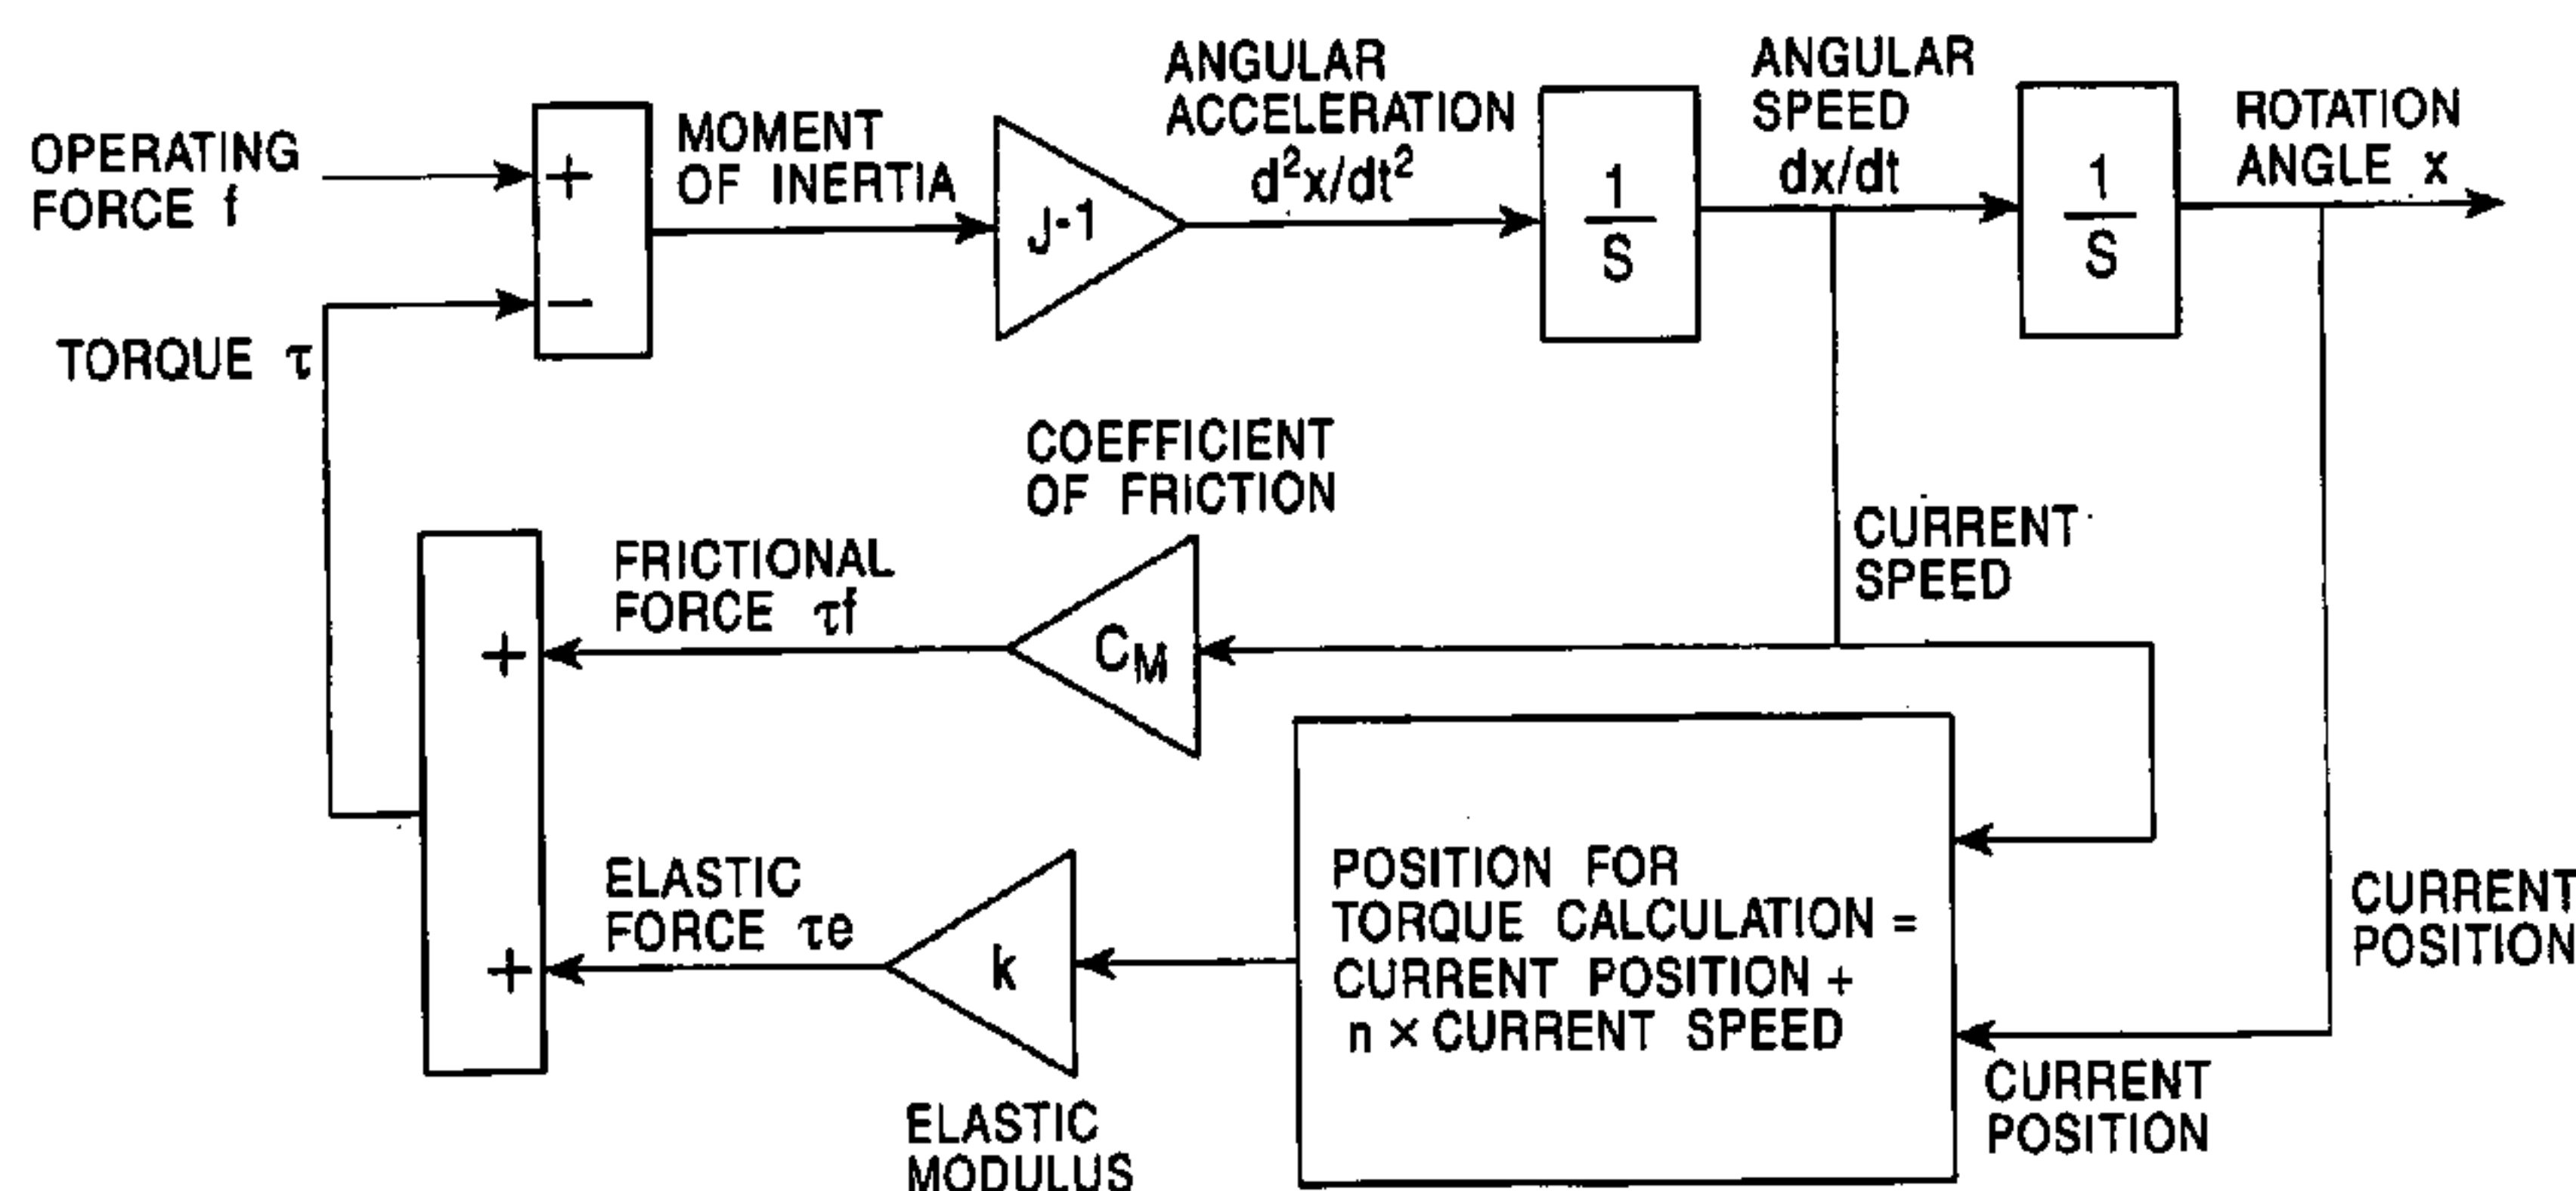 OPERATING
FORCE f
+
−
TORQUE τ
MOMENT
OF INERTIA
J-1
ANGULAR
ACCELERATION
d²x/dt²
1
S
ANGULAR
SPEED
dx/dt
1
S
ROTATION
ANGLE x
COEFFICIENT
OF FRICTION
FRICTIONAL
FORCE τf
+
CM
CURRENT
SPEED
ELASTIC
FORCE τe
+
k
ELASTIC
MODULUS
POSITION FOR
TORQUE CALCULATION =
CURRENT POSITION +
n × CURRENT SPEED
CURRENT
POSITION
CURRENT
POSITION